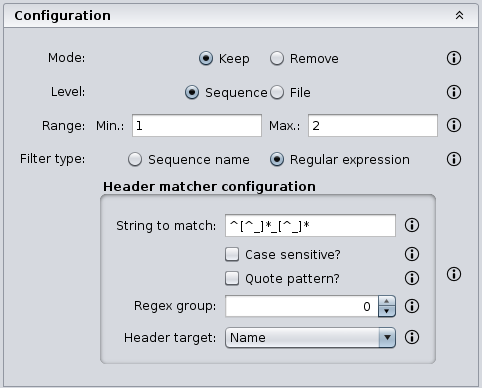 Configuration
Mode: Keep Remove
Level: Sequence File
Range: Min.: 1 Max.: 2
Filter type: Sequence name Regular expression
Header matcher configuration
String to match: ^[^_]*_[^_]*
Case sensitive?
Quote pattern?
Regex group: 0
Header target: Name